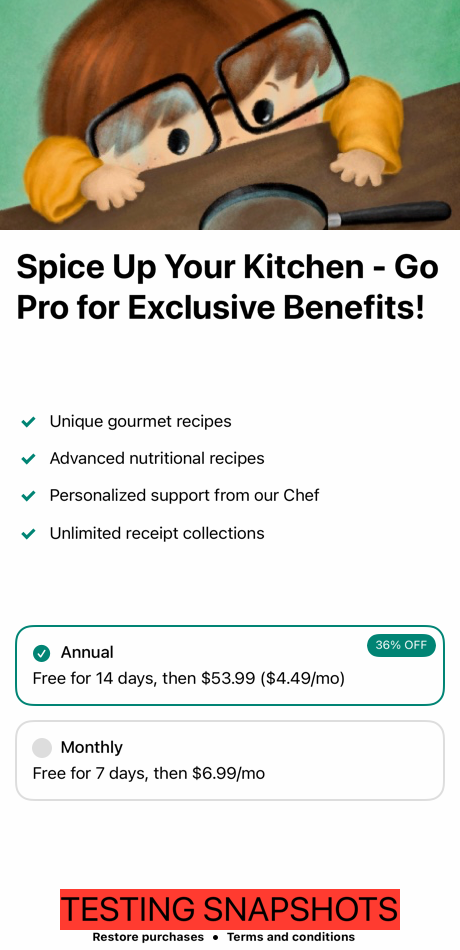 Spice Up Your Kitchen - Go
Pro for Exclusive Benefits!
Unique gourmet recipes
Advanced nutritional recipes
Personalized support from our Chef
Unlimited receipt collections
Annual
36% OFF
Free for 14 days, then $53.99 ($4.49/mo)
Monthly
Free for 7 days, then $6.99/mo
TESTING SNAPSHOTS
Restore purchases • Terms and conditions